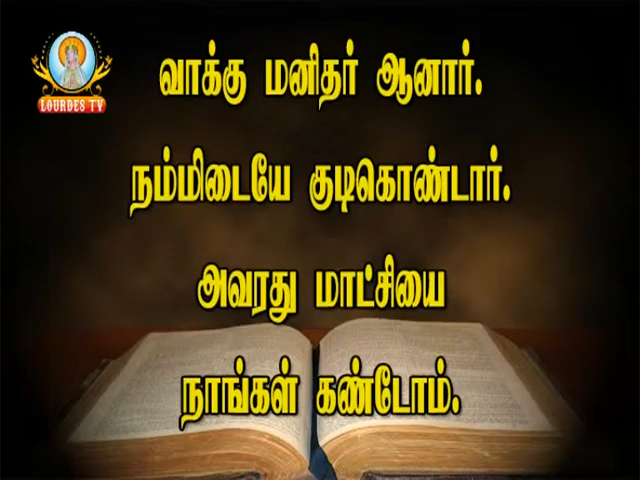 LOURDES TV
வாக்கு மனிதர் ஆனார்.
நம்மிடையே குடிகொண்டார்.
அவரது மாட்சியை
நாங்கள் கண்டோம்.